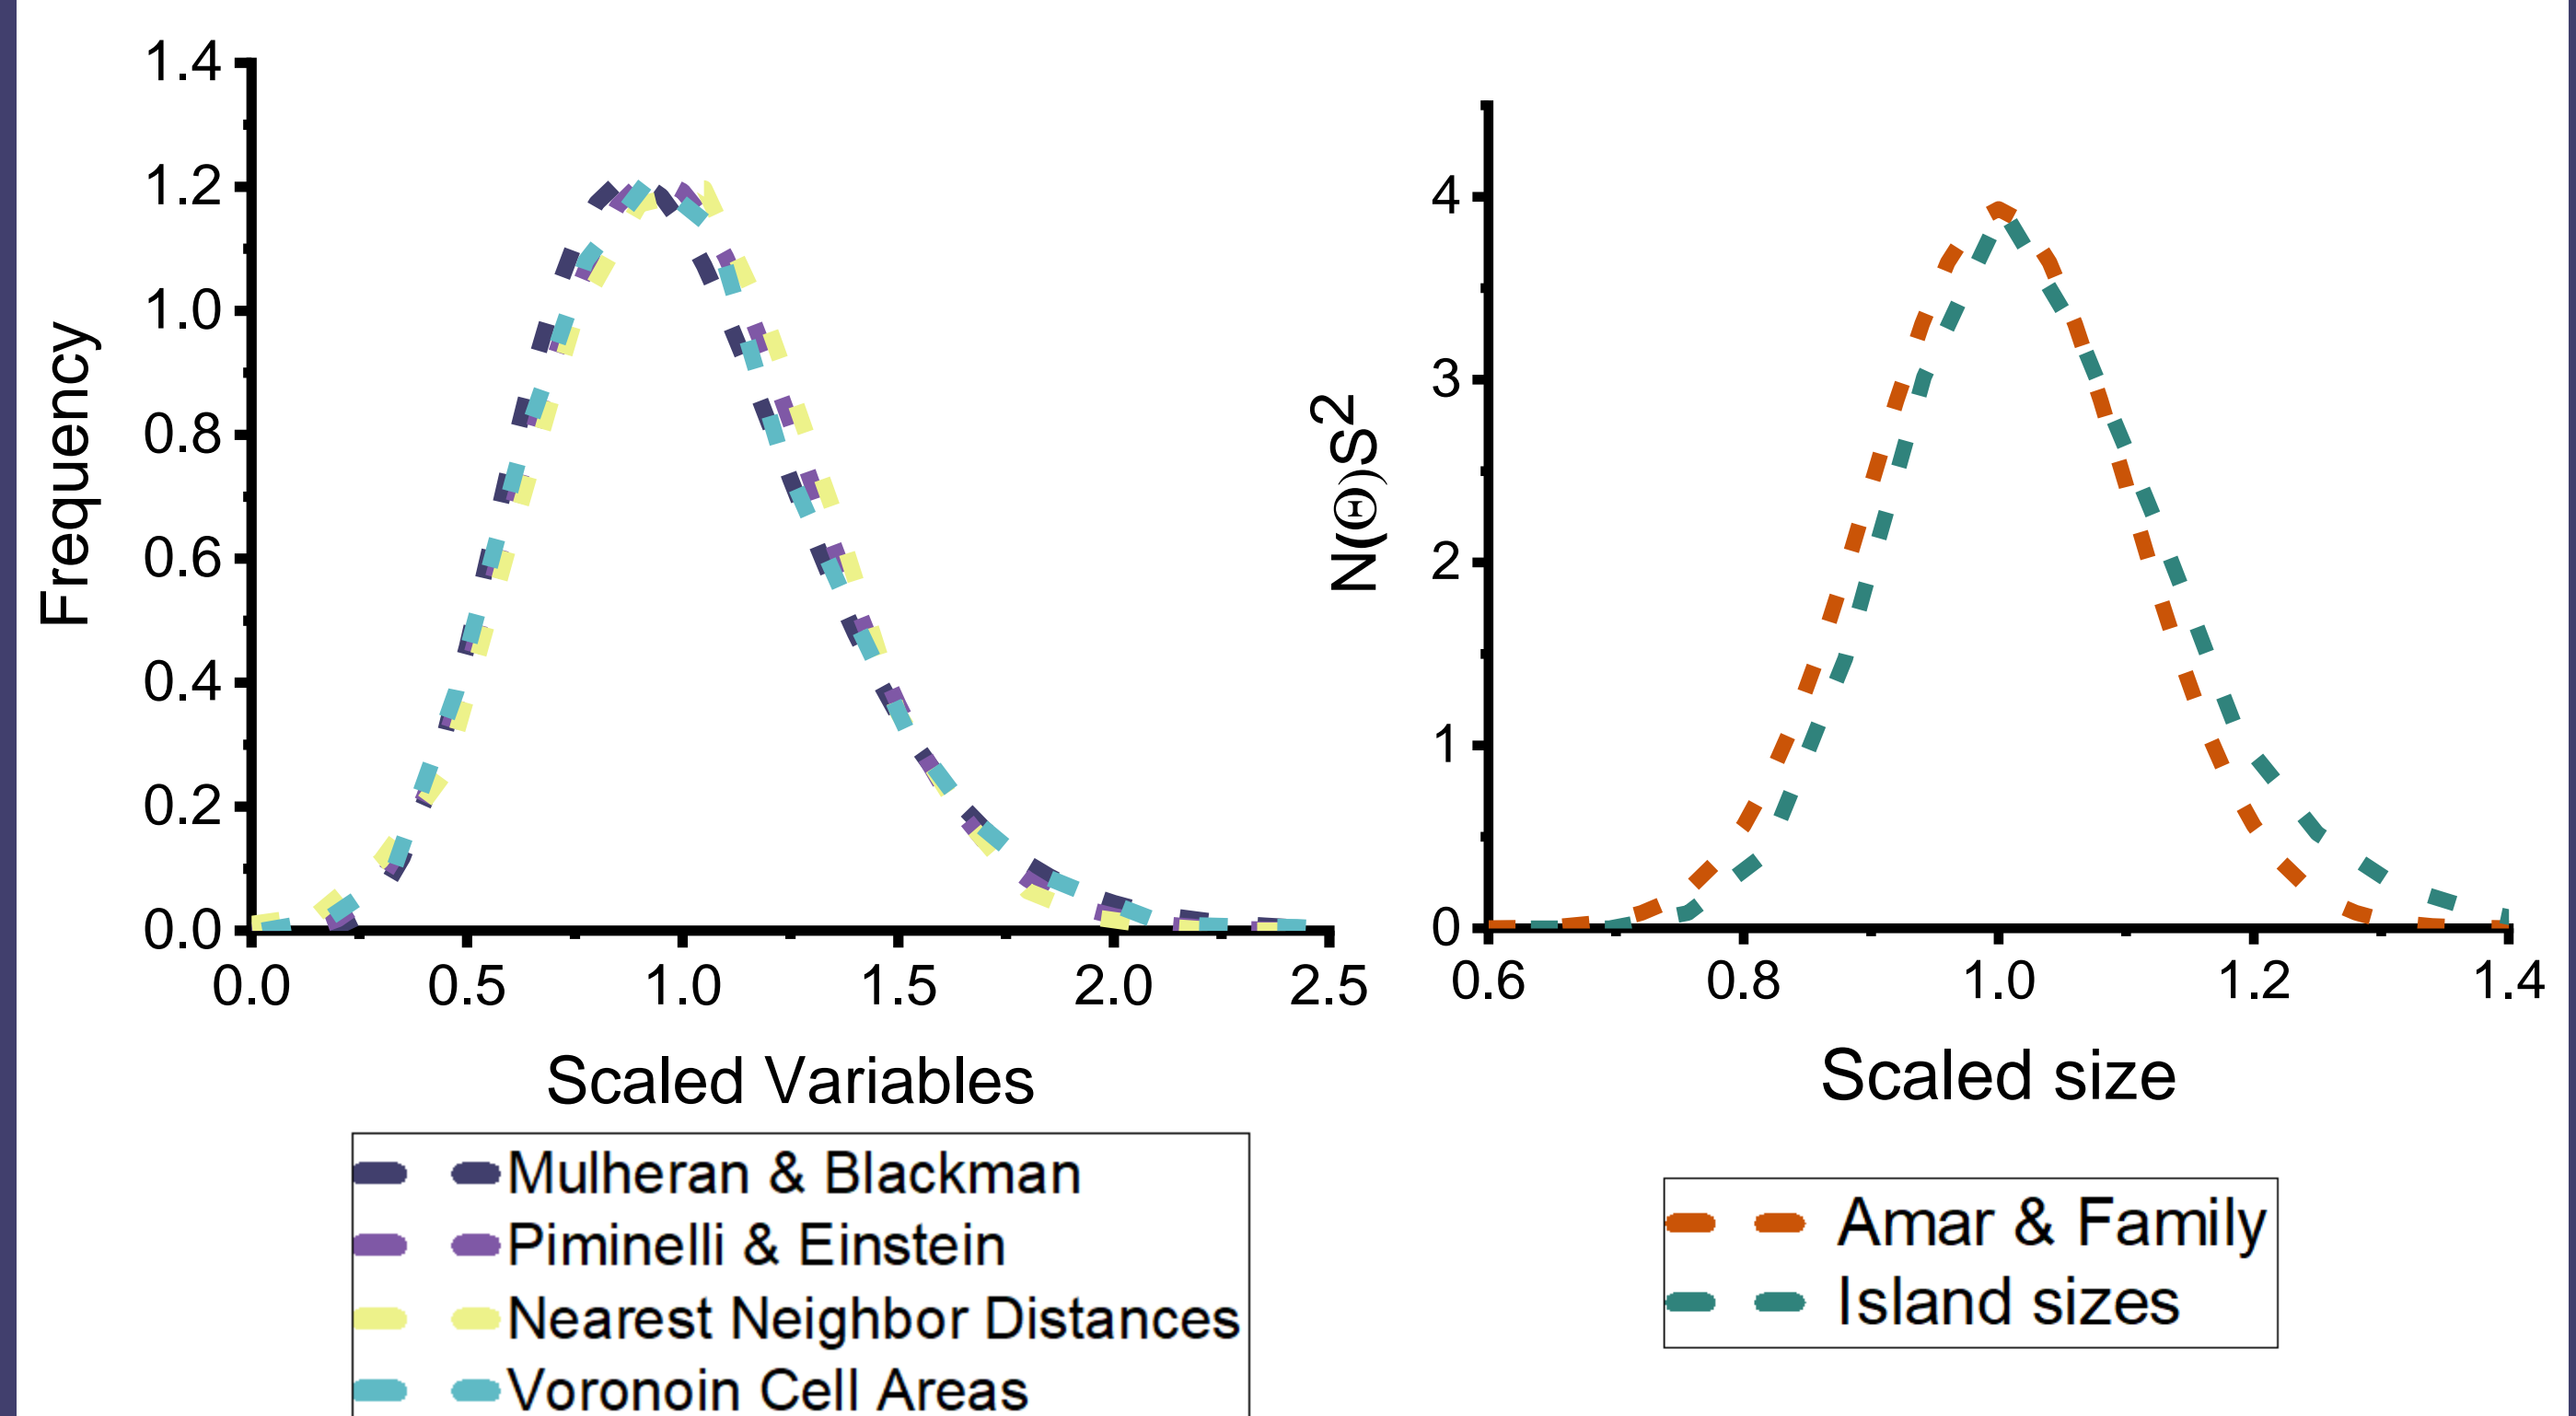 1.4
1.2
1.0
0.8
0.6
0.4
0.2
0.0
Frequency
0.0 0.5 1.0 1.5 2.0 2.5
Scaled Variables
Mulheran & Blackman
Piminelli & Einstein
Nearest Neighbor Distances
Voronoin Cell Areas
4
3
2
1
0
N(Θ)S2
0.6 0.8 1.0 1.2 1.4
Scaled size
Amar & Family
Island sizes